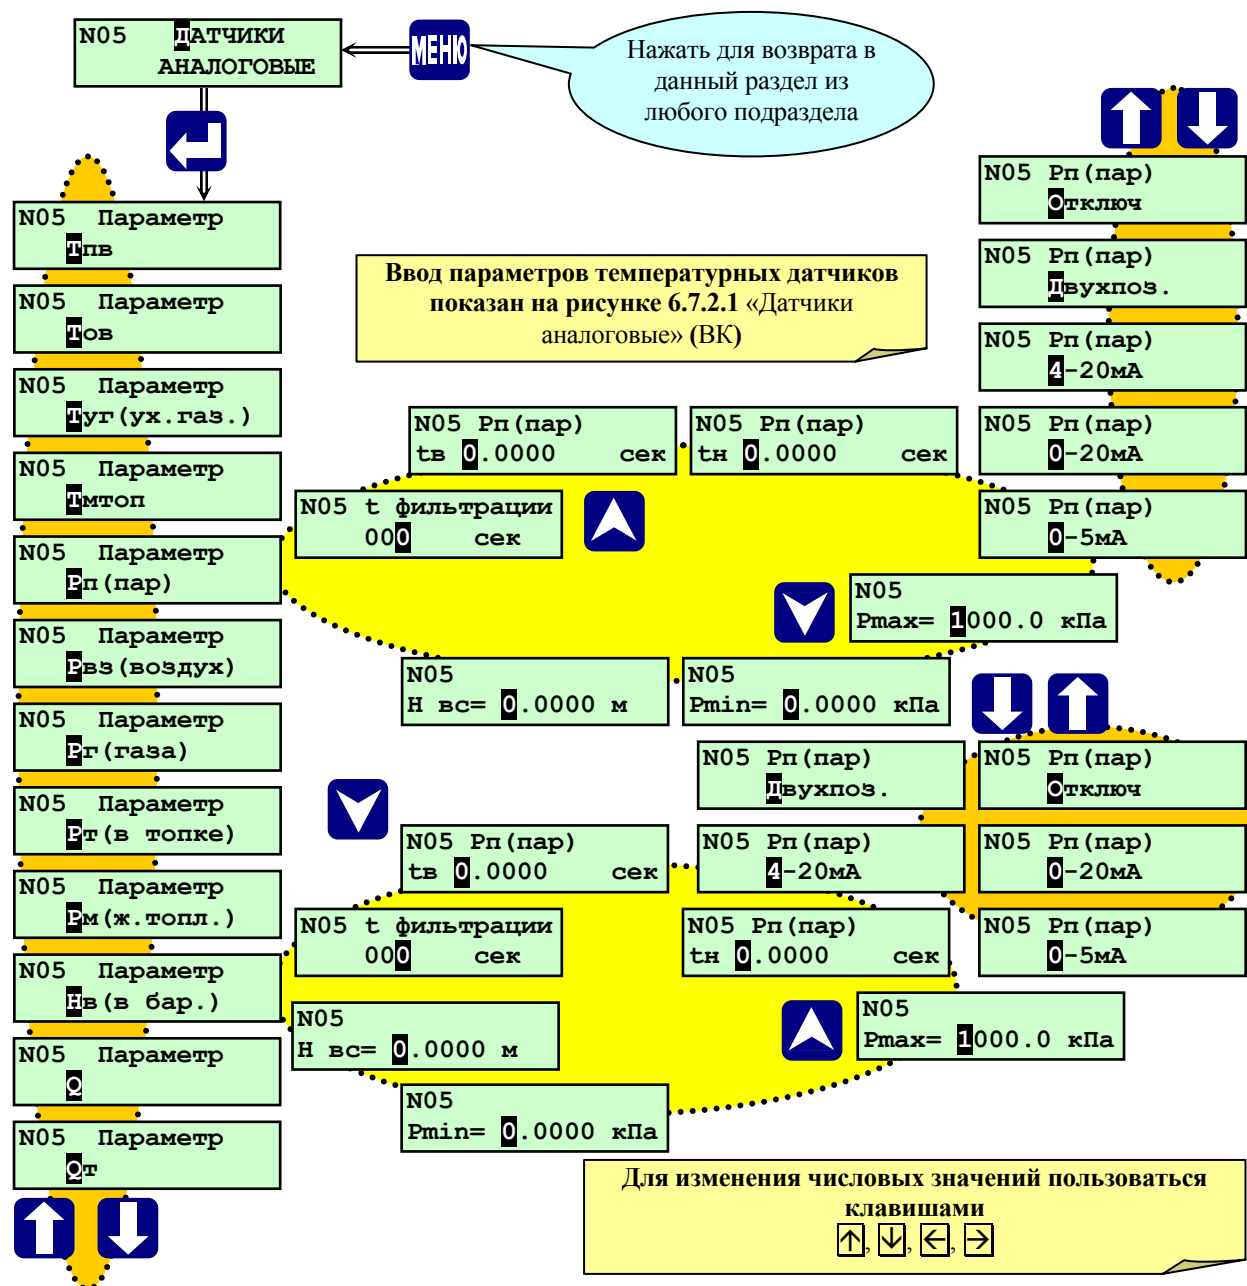 N05 ДАТЧИКИ
АНАЛОГОВЫЕ
МЕНЮ
Нажать для возврата в
данный раздел из
любого подраздела
N05 Параметр
Тпв
N05 Параметр
Тов
N05 Параметр
Туг(ух.газ.)
N05 Параметр
Тмтоп
N05 Параметр
Рп(пар)
N05 Параметр
Рвз(воздух)
N05 Параметр
Рг(газа)
N05 Параметр
Рт(в топке)
N05 Параметр
Рм(ж.топл.)
N05 Параметр
Нв(в бар.)
N05 Параметр
Q
N05 Параметр
Qт
Ввод параметров температурных датчиков
показан на рисунке 6.7.2.1 «Датчики
аналоговые» (ВК)
N05 Рп(пар)
Отключ
N05 Рп(пар)
Двухпоз.
N05 Рп(пар)
4-20мА
N05 Рп(пар)
0-20мА
N05 Рп(пар)
0-5мА
N05 Рп(пар)
tв 0.0000 сек
N05 Рп(пар)
tн 0.0000 сек
N05 t фильтрации
000 сек
N05
Pmax= 1000.0 кПа
N05
Н вс= 0.0000 м
N05
Pmin= 0.0000 кПа
N05 Рп(пар)
Двухпоз.
N05 Рп(пар)
Отключ
N05 Рп(пар)
tв 0.0000 сек
N05 Рп(пар)
4-20мА
N05 Рп(пар)
0-20мА
N05 t фильтрации
000 сек
N05 Рп(пар)
tн 0.0000 сек
N05 Рп(пар)
0-5мА
N05
Н вс= 0.0000 м
N05
Pmax= 1000.0 кПа
N05
Pmin= 0.0000 кПа
Для изменения числовых значений пользоваться
клавишами
↑, ↓, ←, →